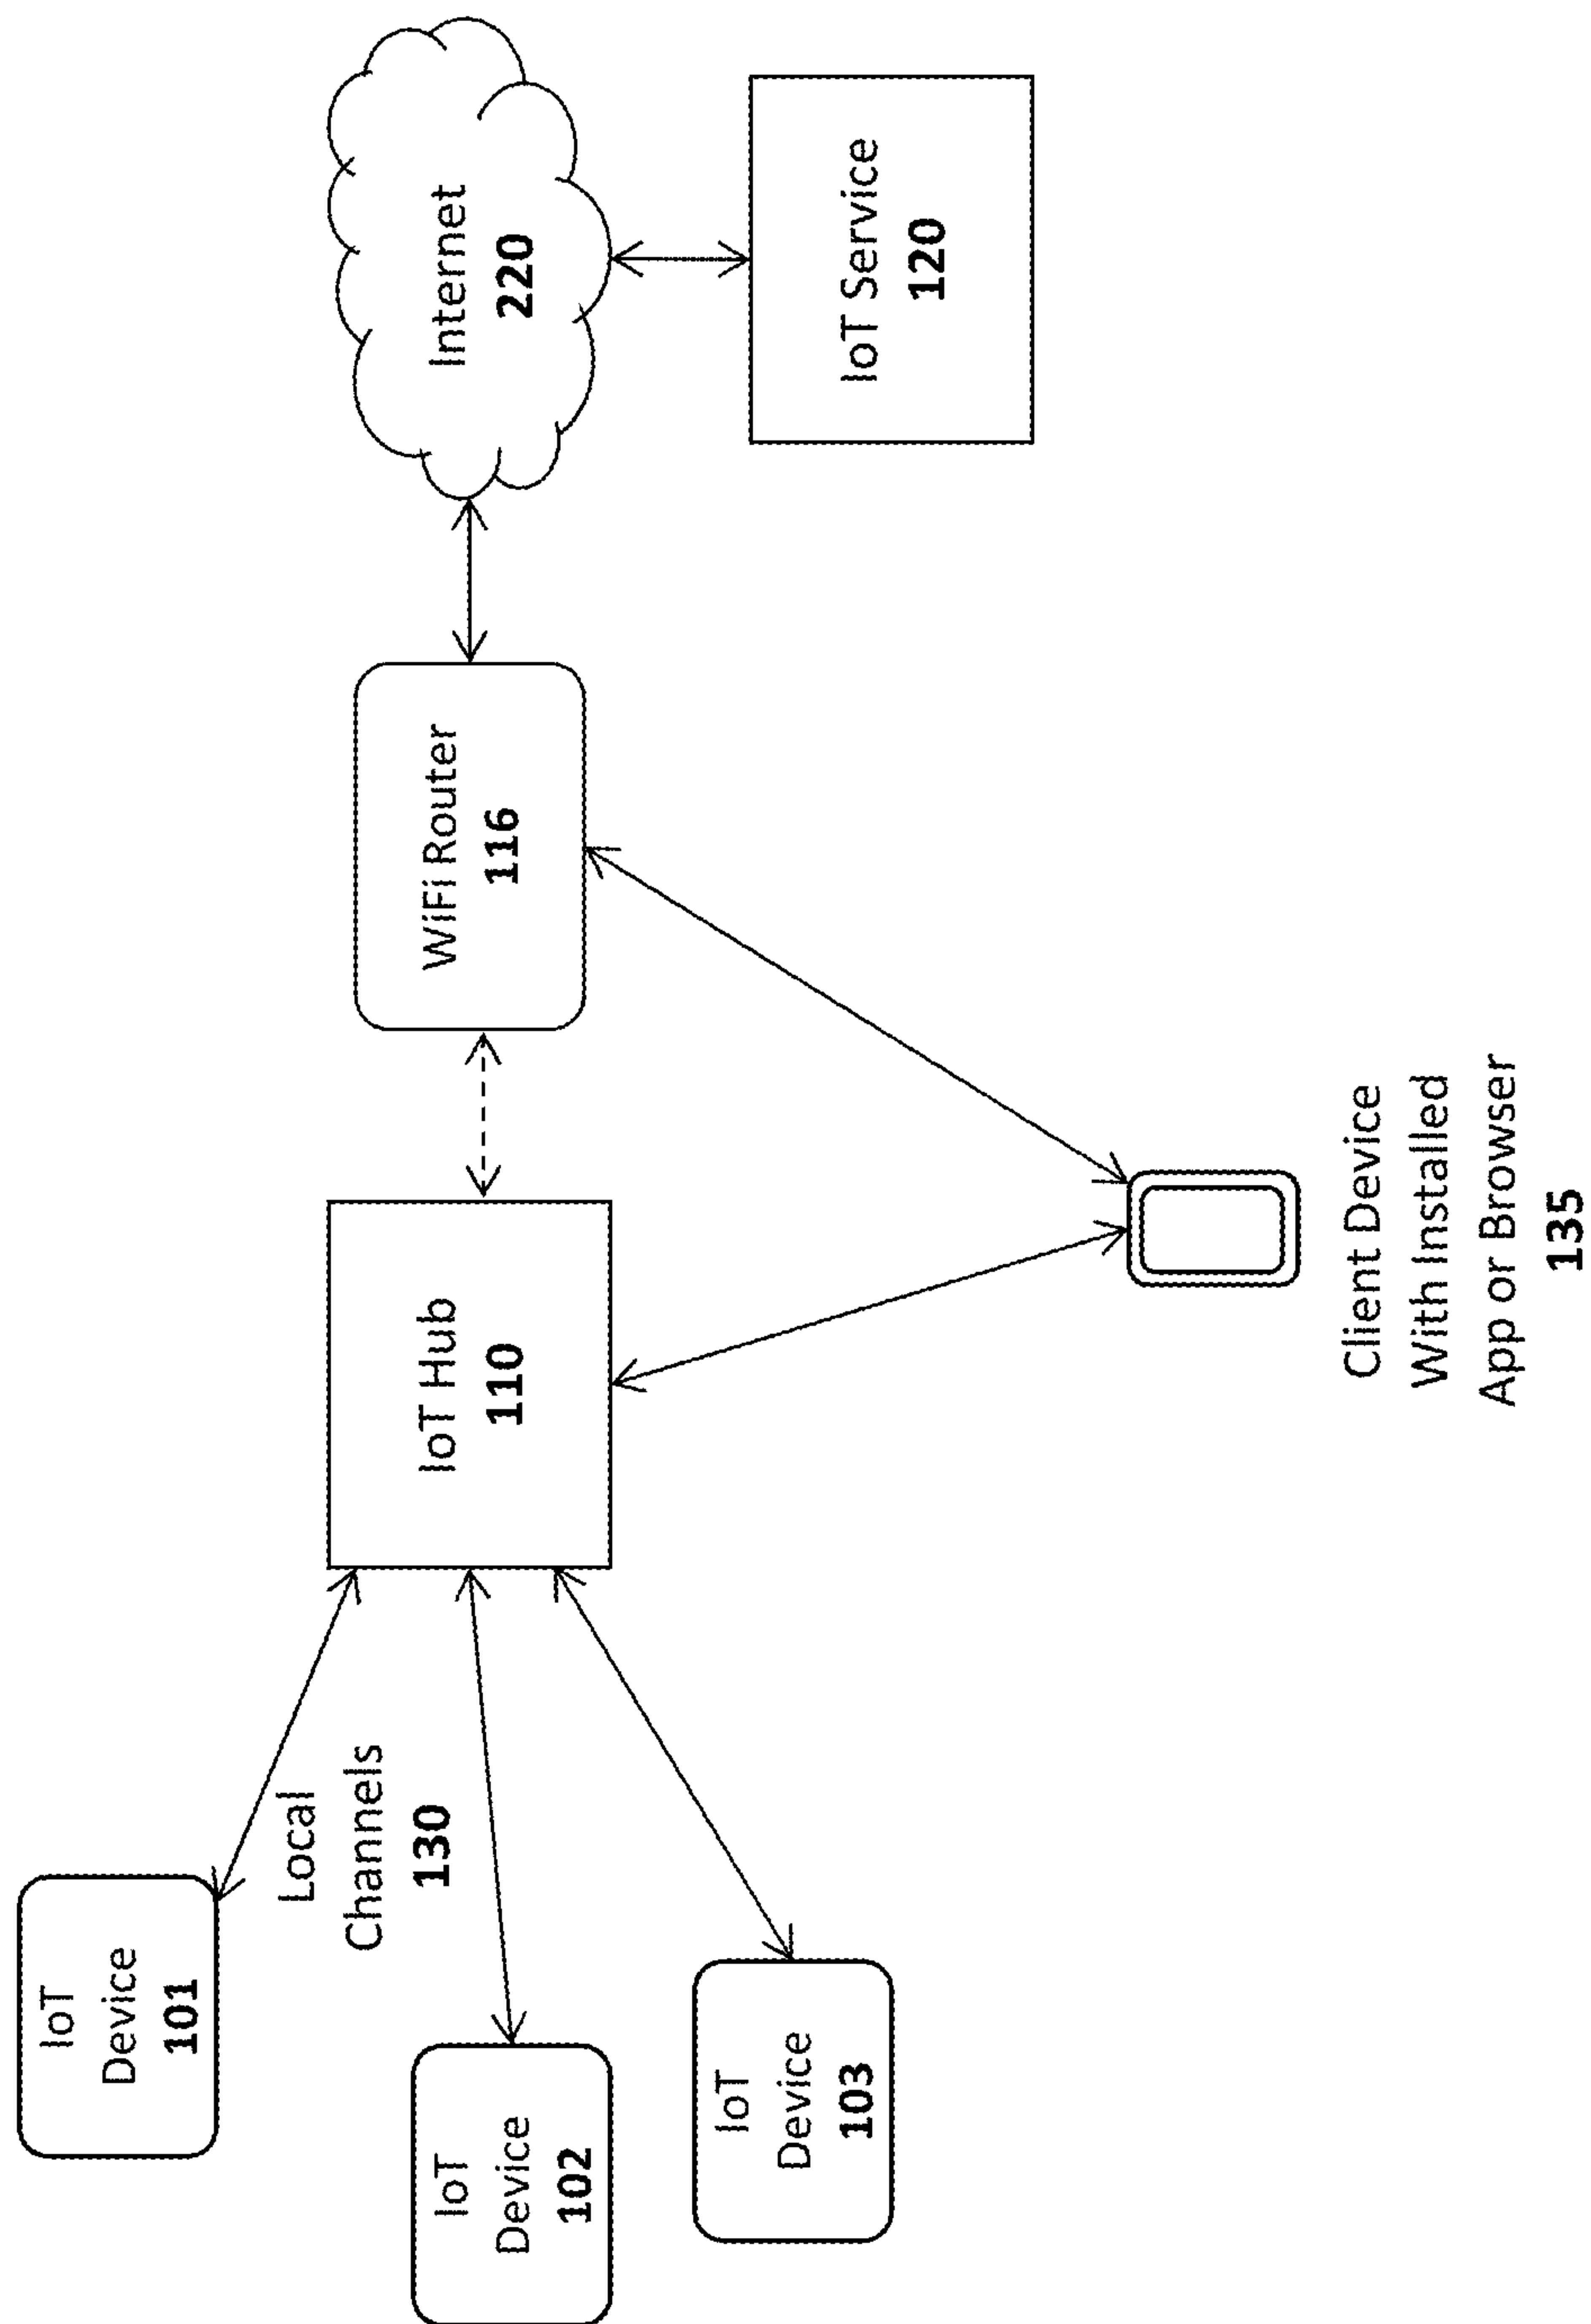 IoT
Device
101
IoT
Device
102
IoT
Device
103
Local
Channels
130
IoT Hub
110
WiFi Router
116
Internet
220
IoT Service
120
Client Device
With Installed
App or Browser
135